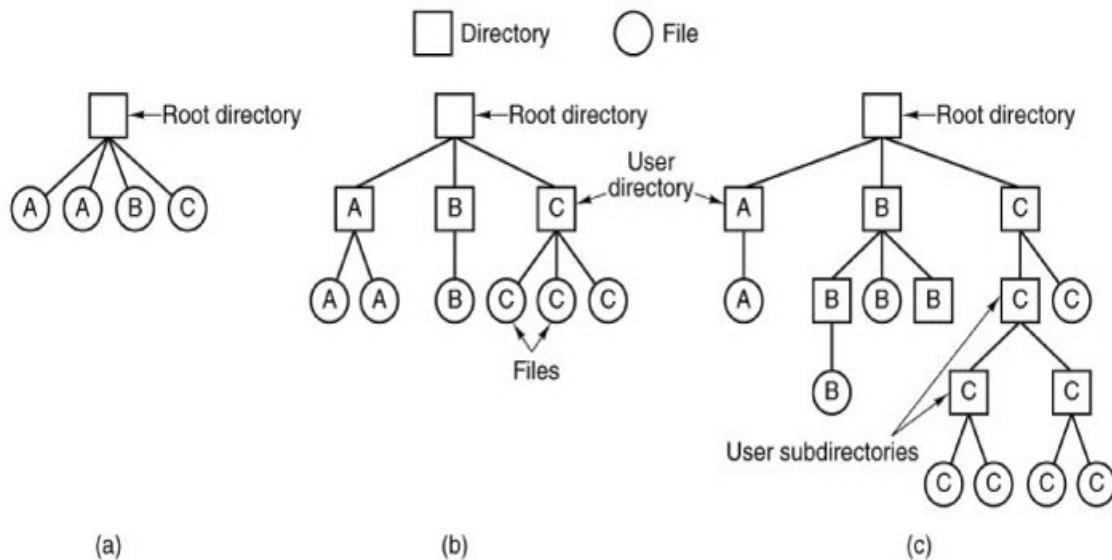 Directory File
Root directory Root directory Root directory
User
directory
A B C A B C
A A B C
A A B C C C A B B B C C
Files
B C C
User subdirectories
C C C C
(a) (b) (c)